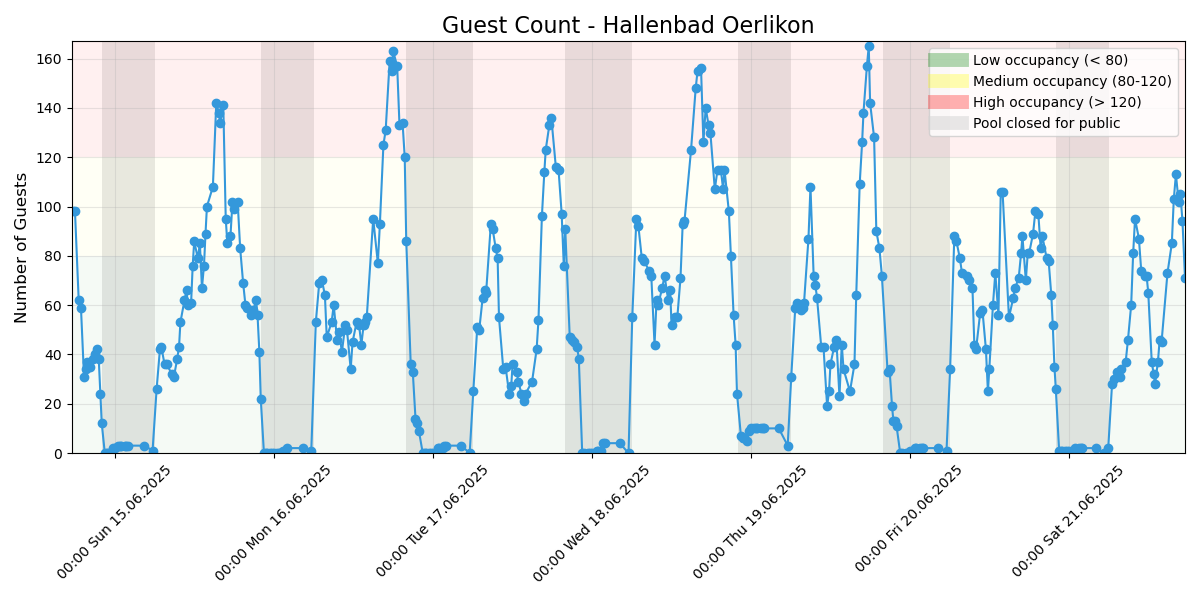 Guest Count - Hallenbad Oerlikon
Number of Guests
160
140
120
100
80
60
40
20
0
Low occupancy (< 80)
Medium occupancy (80-120)
High occupancy (> 120)
Pool closed for public
00:00 Sun 15.06.2025
00:00 Mon 16.06.2025
00:00 Tue 17.06.2025
00:00 Wed 18.06.2025
00:00 Thu 19.06.2025
00:00 Fri 20.06.2025
00:00 Sat 21.06.2025